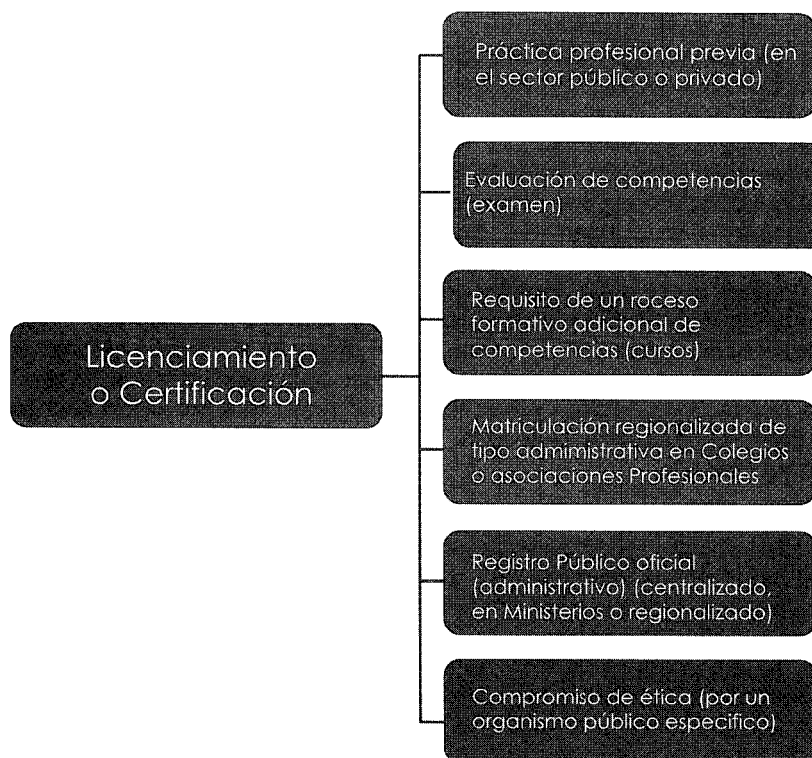 Práctica profesional previa (en
el sector público o privado)
Evaluación de competencias
(examen)
Requisito de un roceso
formativo adicional de
competencias (cursos)
Licenciamiento
o Certificación
Matriculación regionalizada de
tipo admimistrativa en Colegios
o asociaciones Profesionales
Registro Público oficial
(administrativo) (centralizado,
en Ministerios o regionalizado)
Compromiso de ética (por un
organismo público especifico)